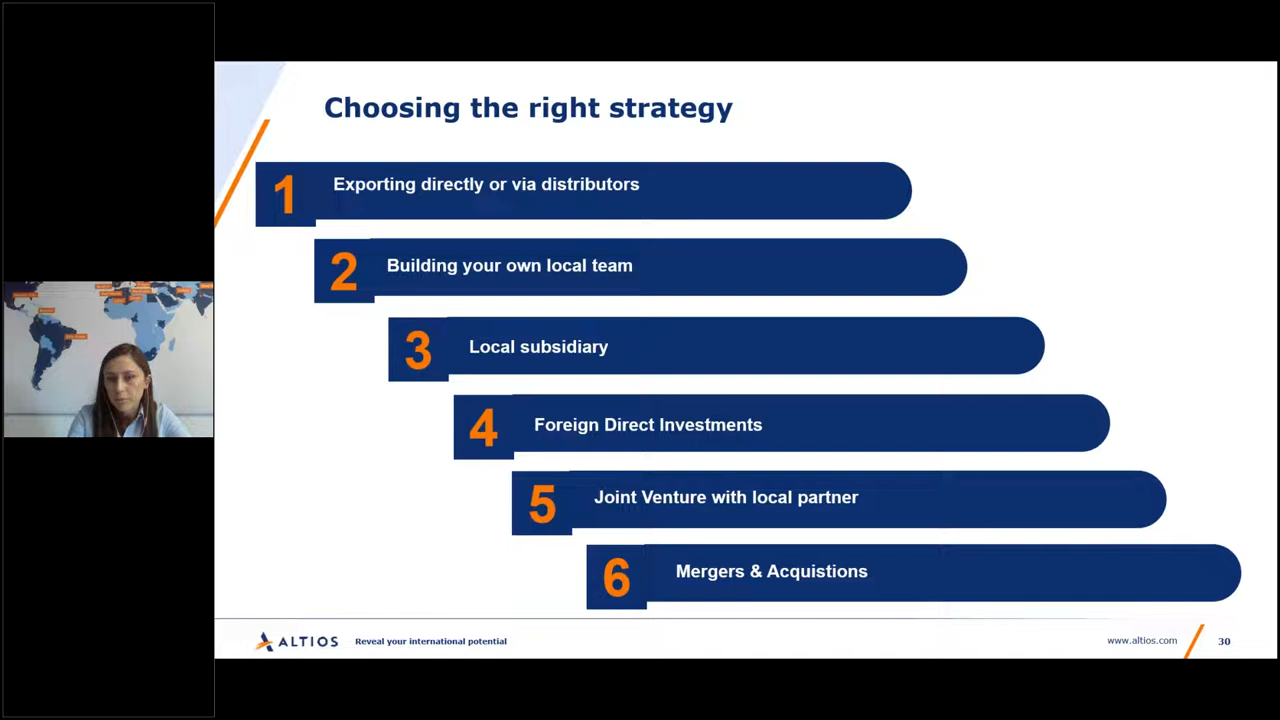 Choosing the right strategy
1
Exporting directly or via distributors
2
Building your own local team
3
Local subsidiary
4
Foreign Direct Investments
5
Joint Venture with local partner
6
Mergers & Acquistions
ALTIOS
Reveal your international potential
www.altios.com
30